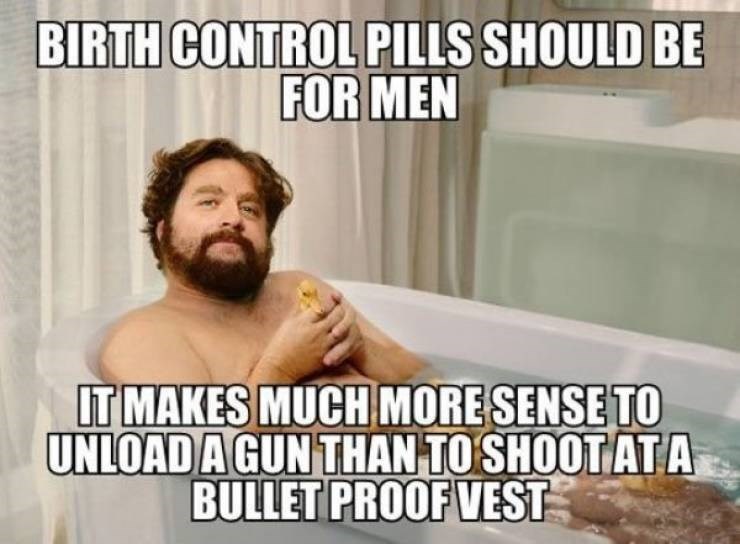 BIRTH CONTROL PILLS SHOULD BE
FOR MEN
IT MAKES MUCH MORE SENSE TO
UNLOAD A GUN THAN TO SHOOT AT A
BULLET PROOF VEST